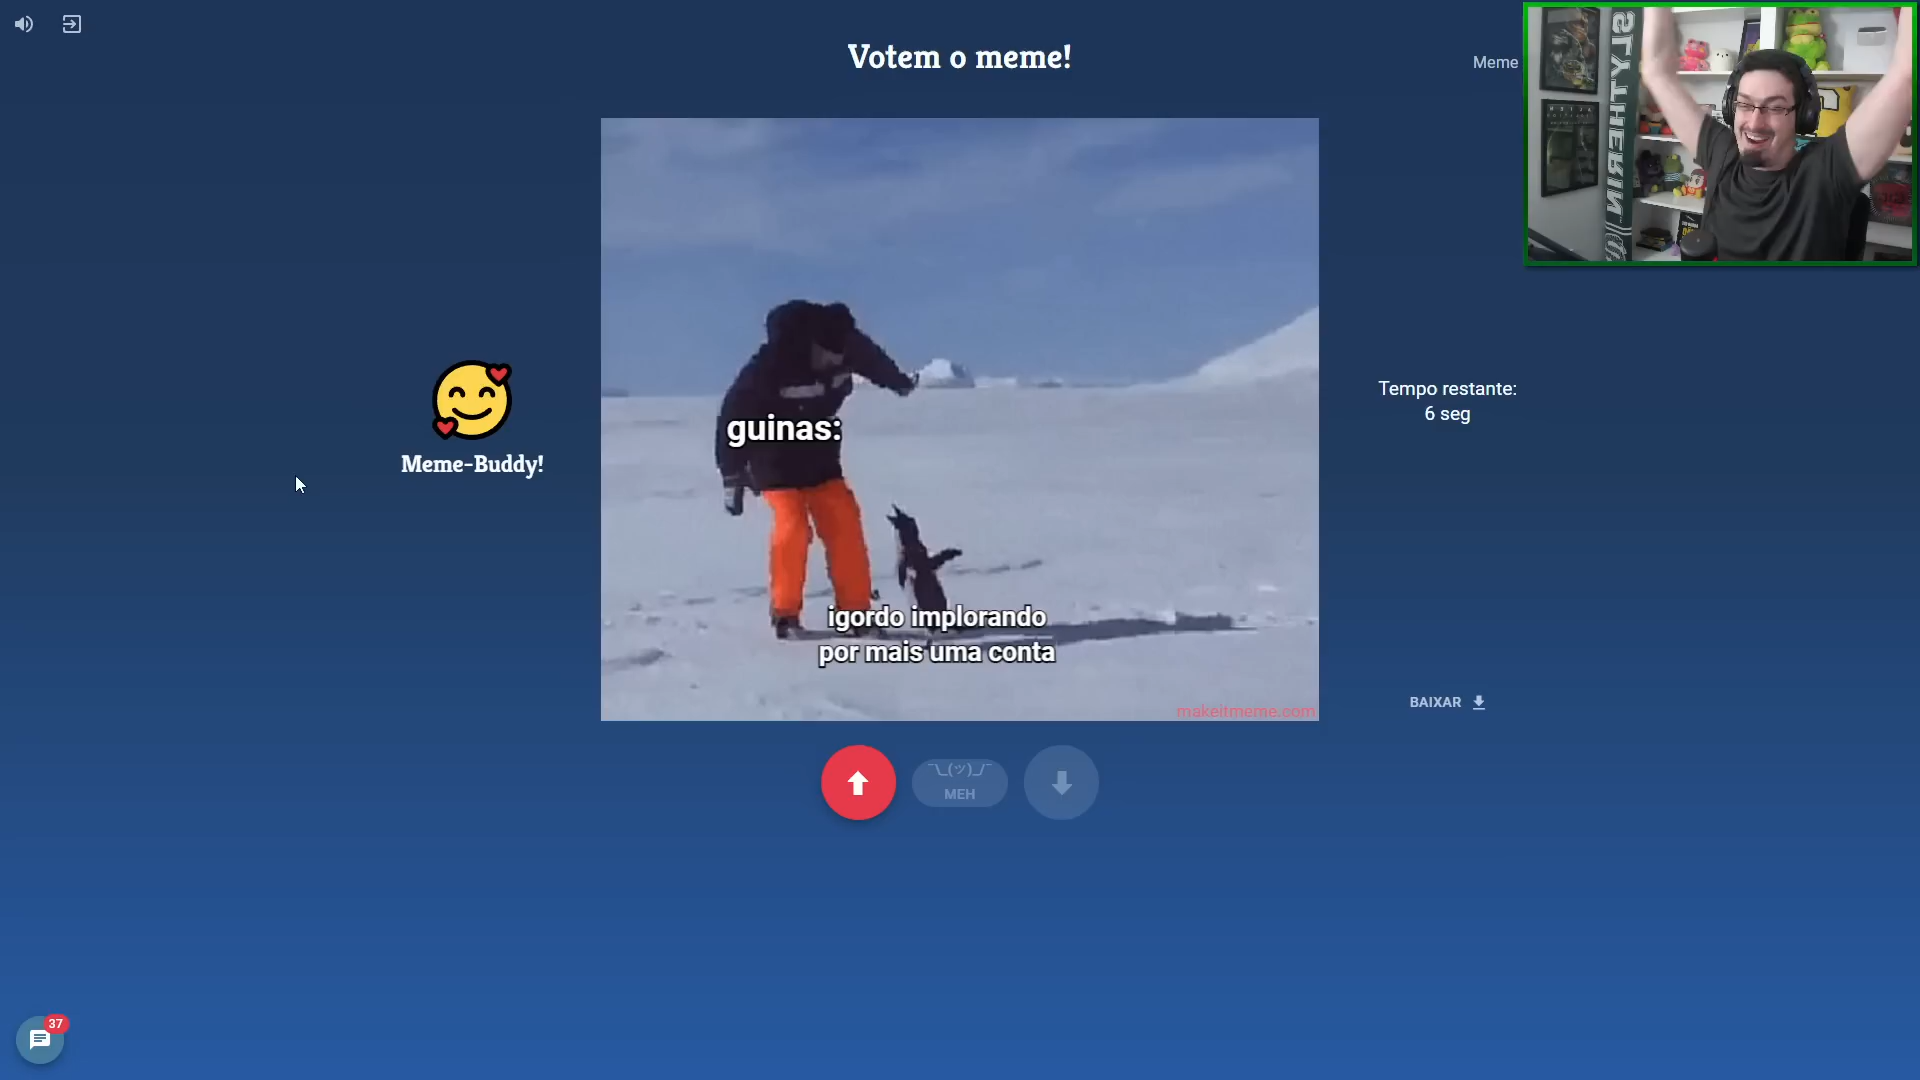 Votem o meme!
Meme
SLYTHERIN
guinas:
Meme-Buddy!
Tempo restante:
6 seg
igordo implorando
por mais uma conta
makeitmeme.com
BAIXAR
¯\_(ツ)_/¯
MEH
37